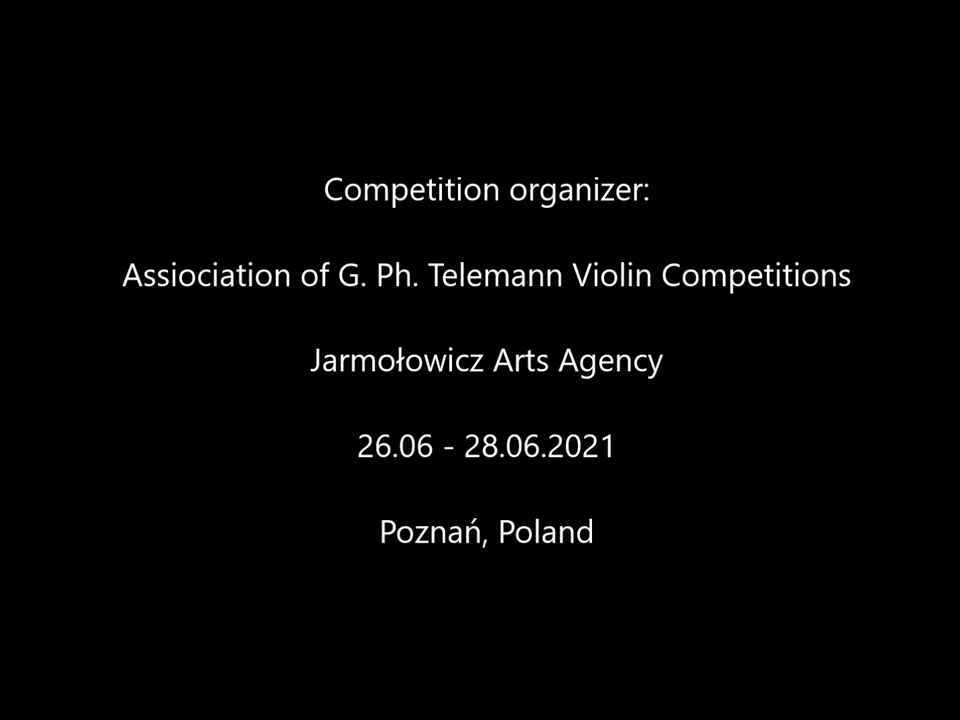 Competition organizer:
Assiociation of G. Ph. Telemann Violin Competitions
Jarmołowicz Arts Agency
26.06 - 28.06.2021
Poznań, Poland